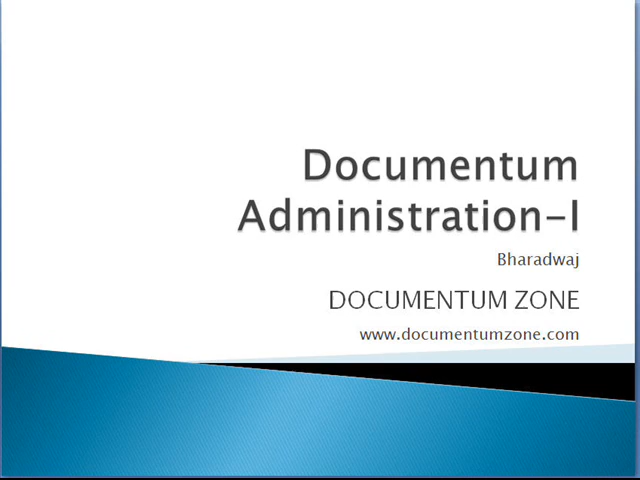 Documentum
Administration-I
Bharadwaj
DOCUMENTUM ZONE
www.documentumzone.com